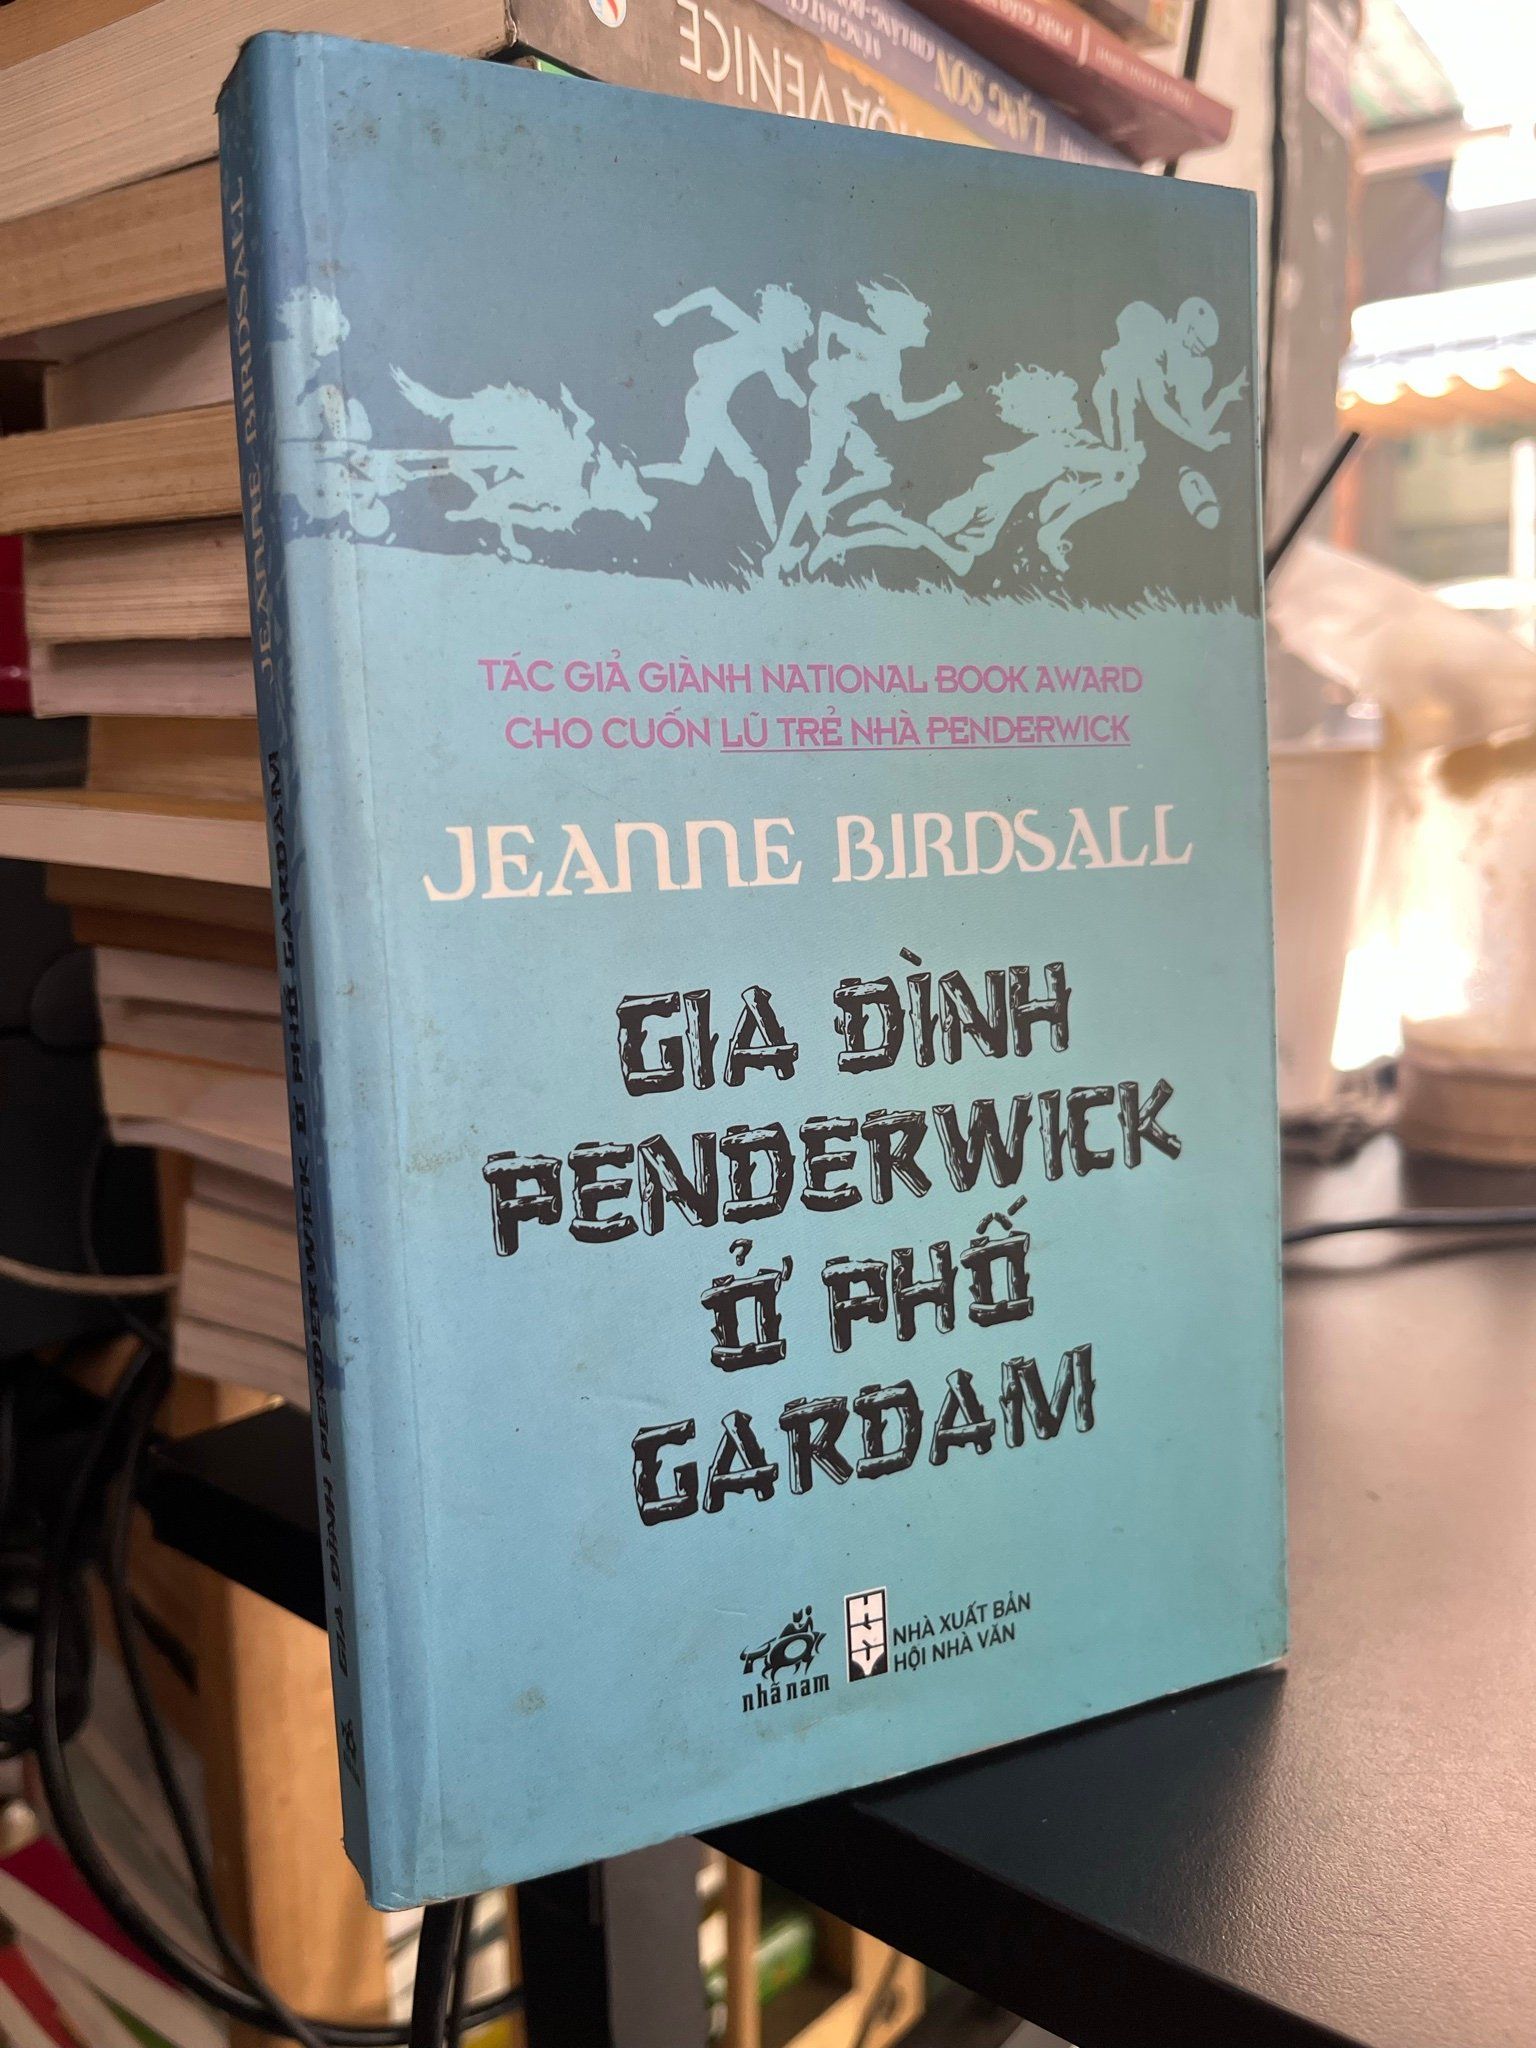 HỌA VENICE
LẠNG SƠN
TÁC GIẢ GIÀNH NATIONAL BOOK AWARD
CHO CUỐN LŨ TRẺ NHÀ PENDERWICK
JEANNE BIRDSALL
GIA ĐÌNH
PENDERWICK
Ở PHỐ
GARDAM
nhã nam
NHÀ XUẤT BẢN
HỘI NHÀ VĂN
JEANNE BIRDSALL
GIA ĐÌNH PENDERWICK Ở PHỐ GARDAM